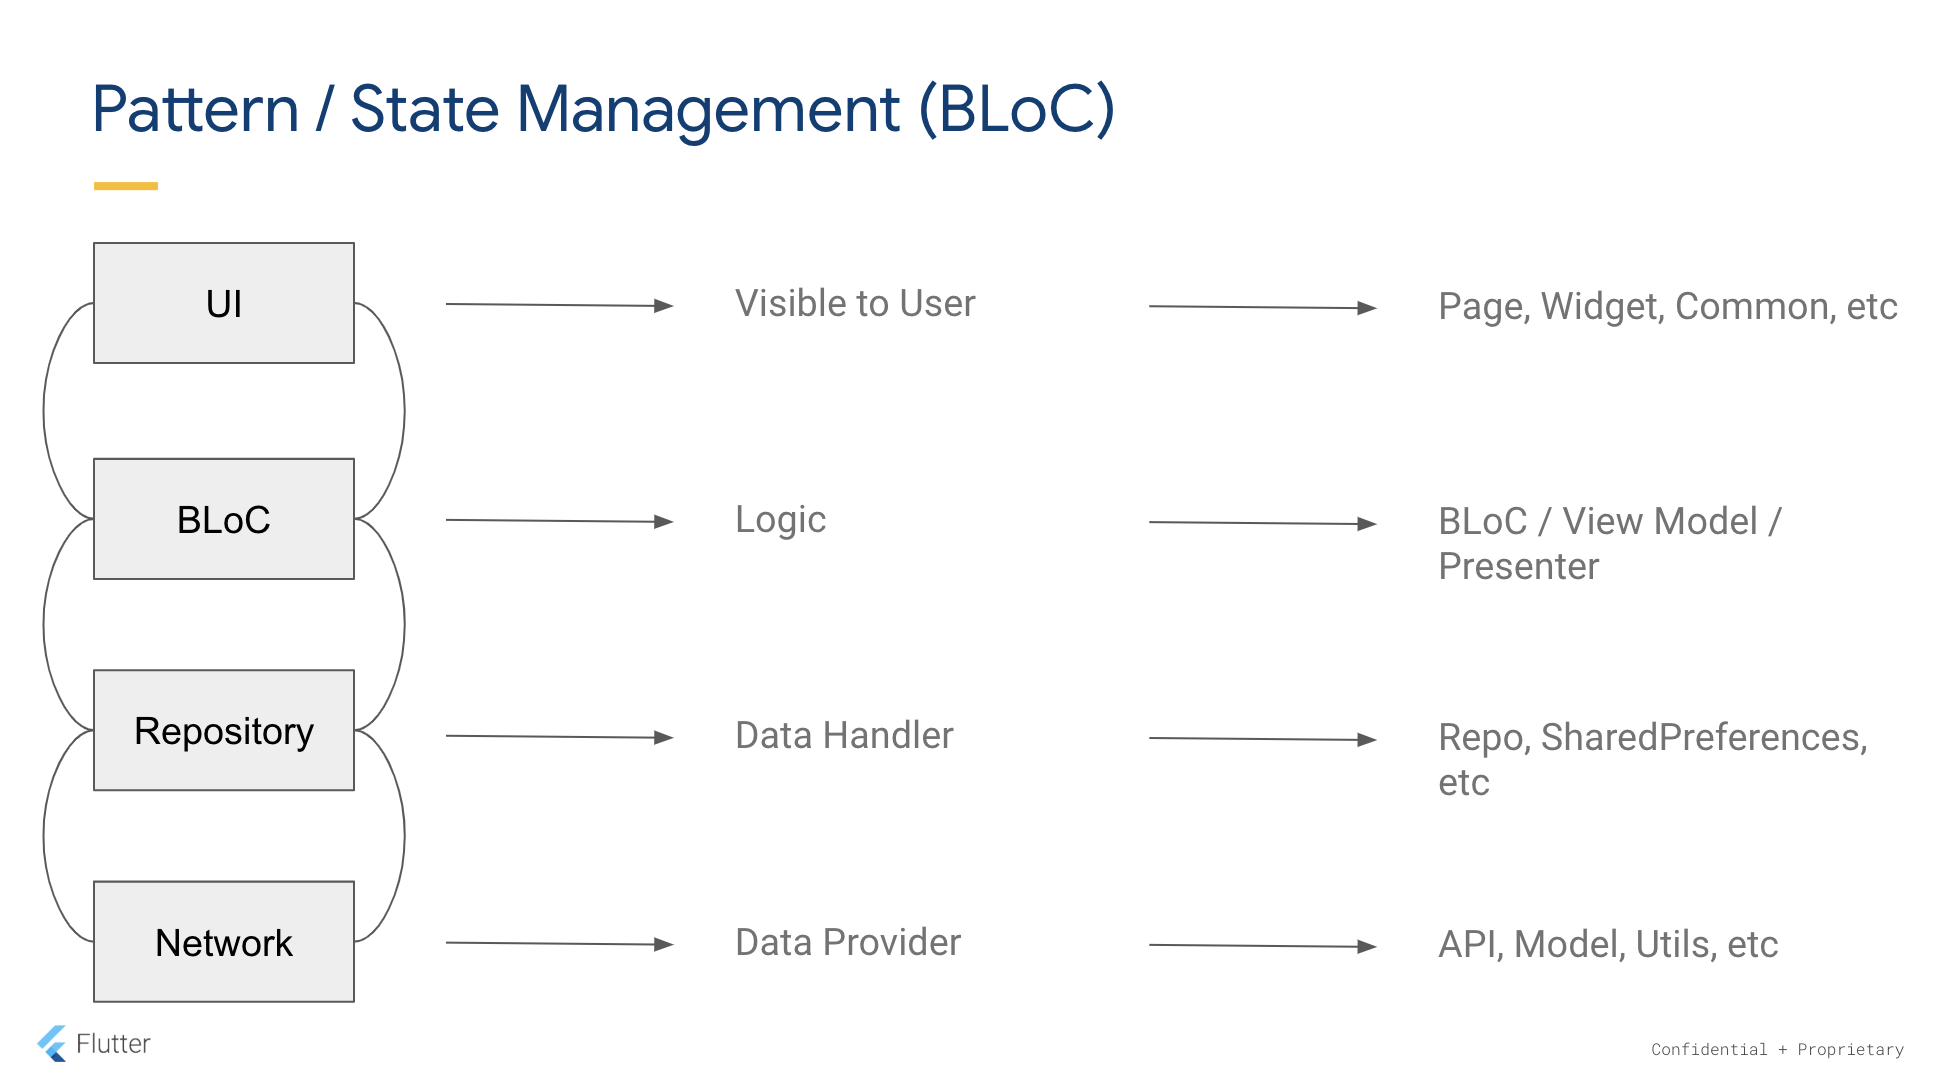 Pattern / State Management (BLoC)
UI
Visible to User
Page, Widget, Common, etc
BLoC
Logic
BLoC / View Model /
Presenter
Repository
Data Handler
Repo, SharedPreferences,
etc
Network
Data Provider
API, Model, Utils, etc
Flutter
Confidential + Proprietary